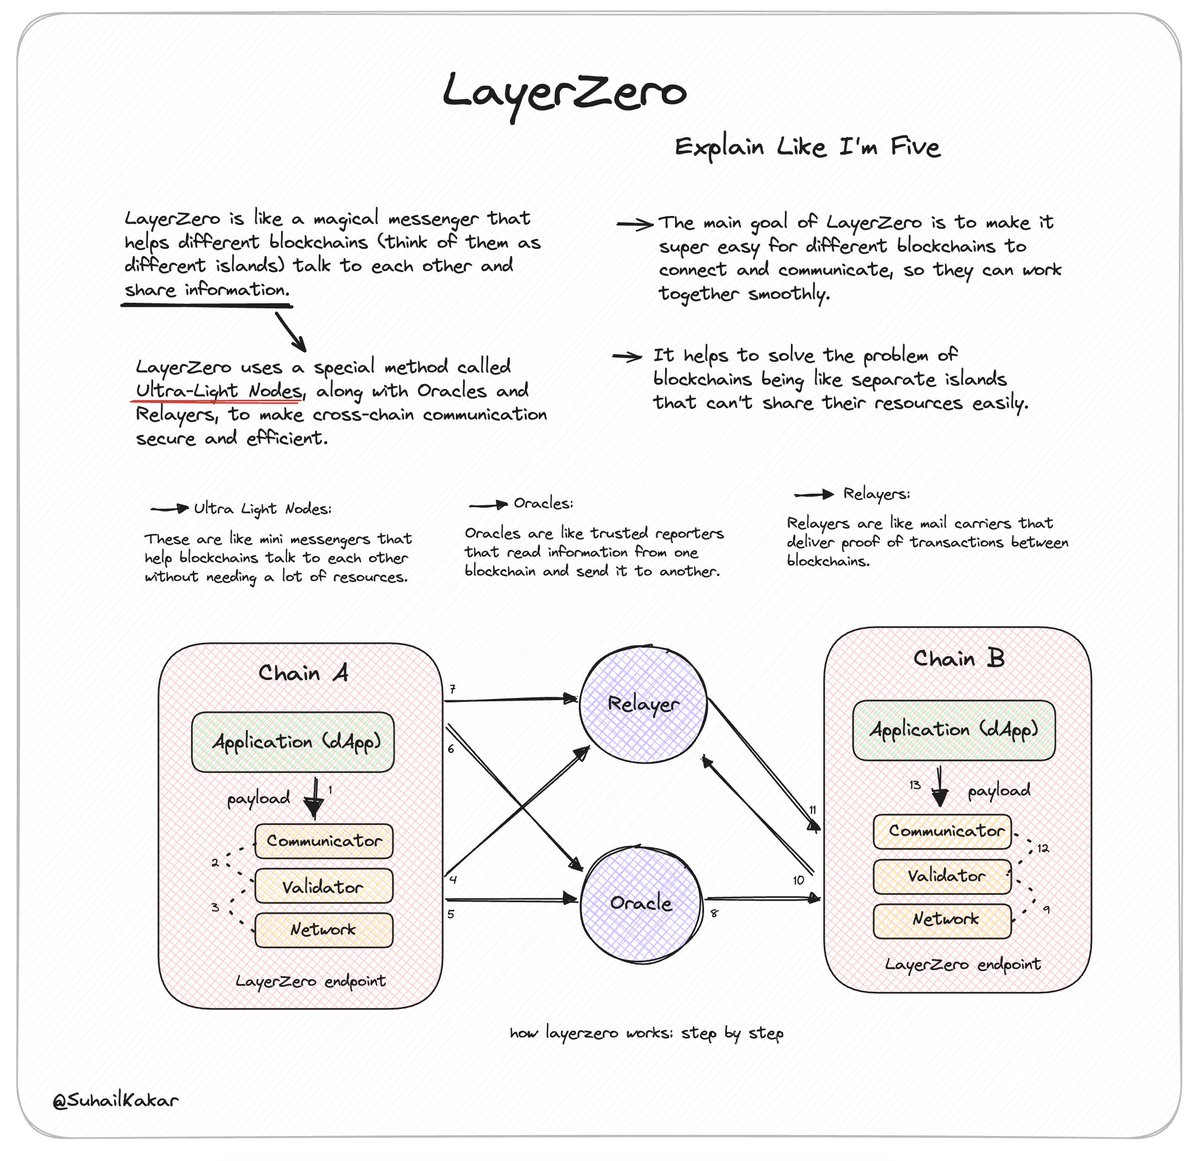 LayerZero
Explain Like I'm Five
LayerZero is like a magical messenger that
helps different blockchains (think of them as
different islands) talk to each other and
share information.
LayerZero uses a special method called
Ultra-Light Nodes, along with Oracles and
Relayers, to make cross-chain communication
secure and efficient.
The main goal of LayerZero is to make it
super easy for different blockchains to
connect and communicate, so they can work
together smoothly.
It helps to solve the problem of
blockchains being like separate islands
that can't share their resources easily.
Ultra Light Nodes:
These are like mini messengers that
help blockchains talk to each other
without needing a lot of resources.
Oracles:
Oracles are like trusted reporters
that read information from one
blockchain and send it to another.
Relayers:
Relayers are like mail carriers that
deliver proof of transactions between
blockchains.
Chain A
Application (dApp)
payload
1
Communicator
2
Validator
3
Network
LayerZero endpoint
7
6
4
5
Relayer
Oracle
8
11
10
Chain B
Application (dApp)
13
payload
Communicator
12
Validator
9
Network
LayerZero endpoint
how layerzero works: step by step
@SuhailKakar